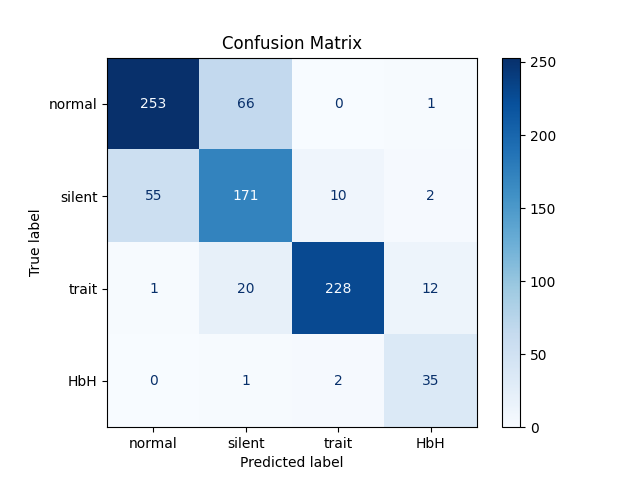 Confusion Matrix
normal 253 66 0 1
silent 55 171 10 2
trait 1 20 228 12
HbH 0 1 2 35
normal silent trait HbH
Predicted label
True label
250
200
150
100
50
0